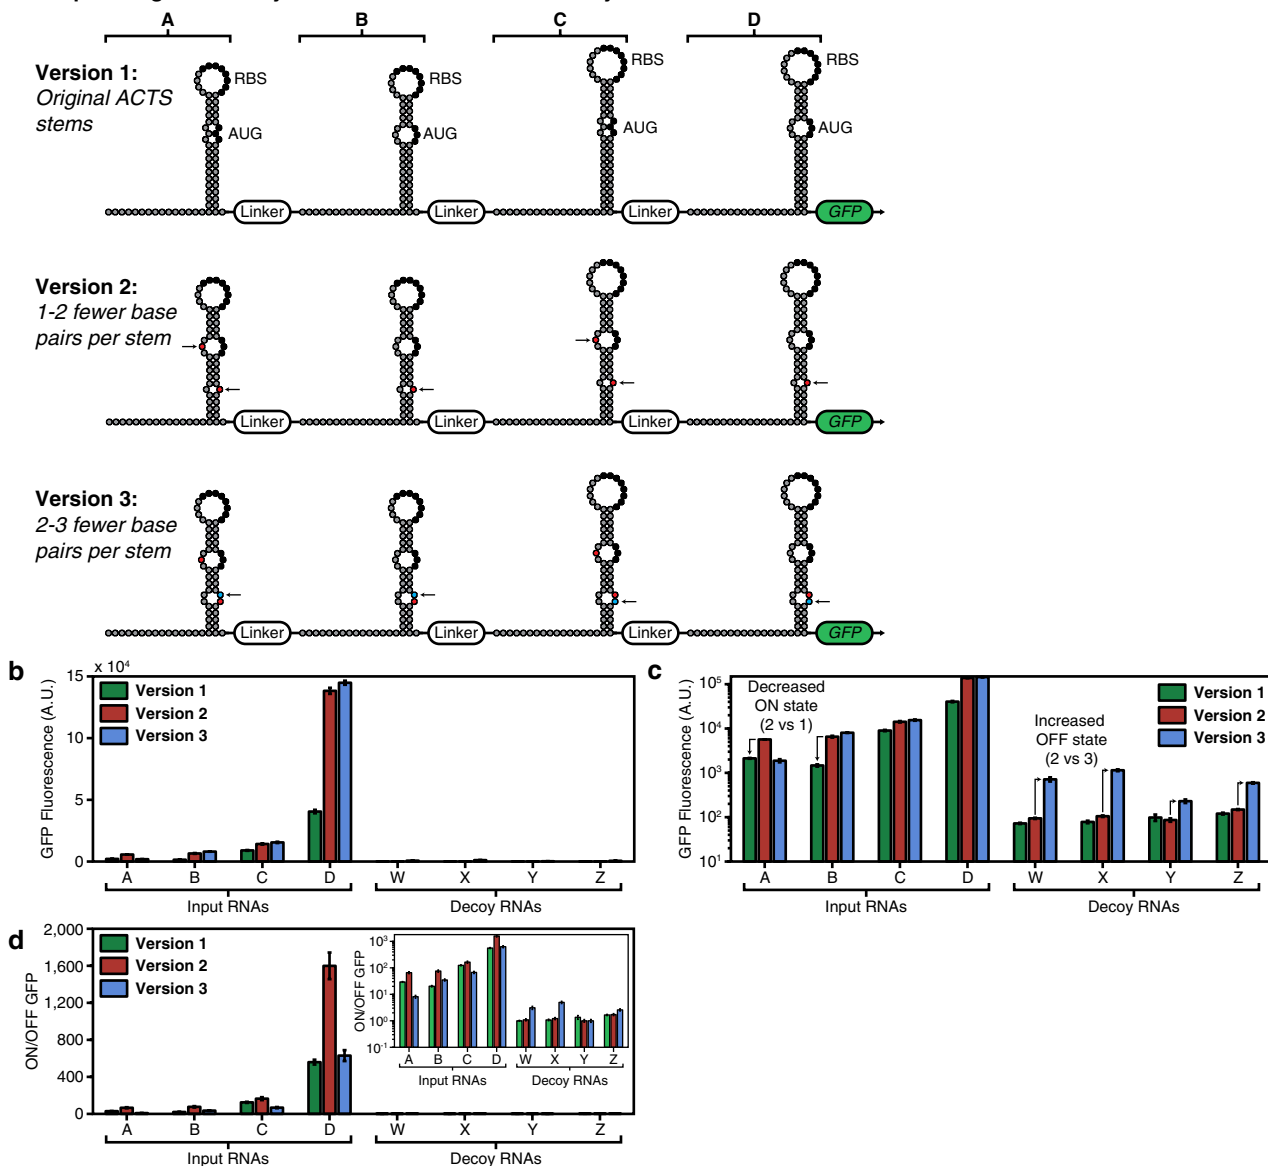 A B C D
Version 1:
Original ACTS
stems
RBS RBS RBS RBS
AUG AUG AUG AUG
Linker Linker Linker GFP
Version 2:
1-2 fewer base
pairs per stem
Linker Linker Linker GFP
Version 3:
2-3 fewer base
pairs per stem
Linker Linker Linker GFP
b
x 10⁴
GFP Fluorescence (A.U.)
15
10
5
0
Version 1
Version 2
Version 3
A B C D W X Y Z
Input RNAs Decoy RNAs
c
GFP Fluorescence (A.U.)
10⁵
10⁴
10³
10²
10¹
Decreased
ON state
(2 vs 1)
Increased
OFF state
(2 vs 3)
Version 1
Version 2
Version 3
A B C D W X Y Z
Input RNAs Decoy RNAs
d
ON/OFF GFP
2,000
1,600
1,200
800
400
0
Version 1
Version 2
Version 3
ON/OFF GFP
10³
10²
10¹
10⁰
10⁻¹
A B C D W X Y Z
Input RNAs Decoy RNAs
A B C D W X Y Z
Input RNAs Decoy RNAs